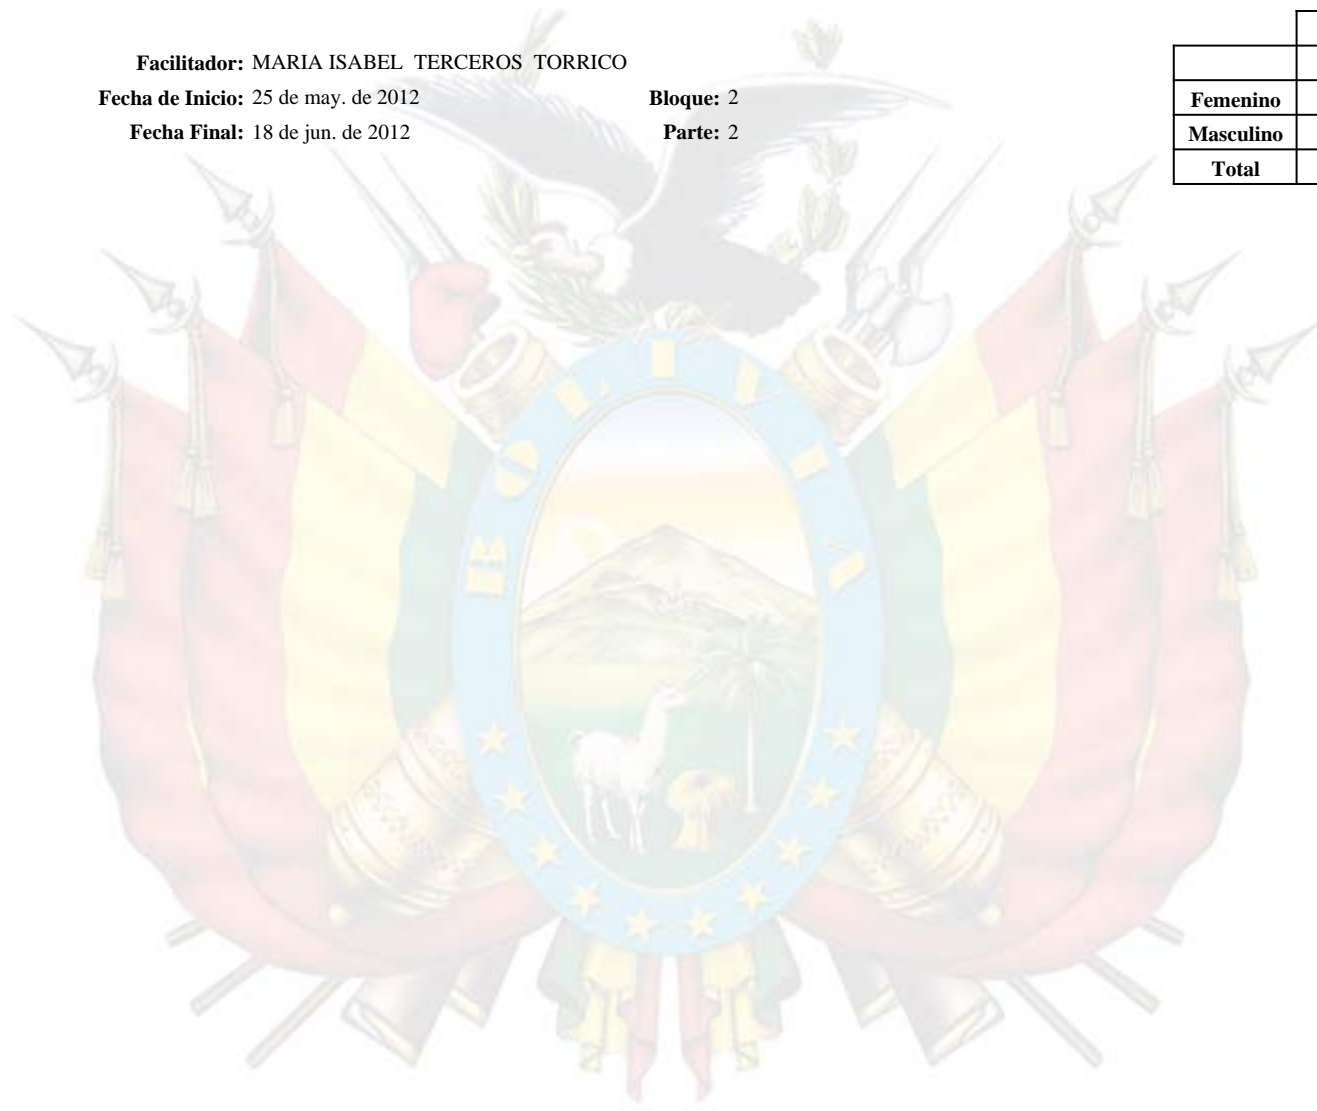 Facilitador: MARIA ISABEL TERCEROS TORRICO
Fecha de Inicio: 25 de may. de 2012 Bloque: 2
Fecha Final: 18 de jun. de 2012 Parte: 2
Femenino
Masculino
Total
BOLIVIA